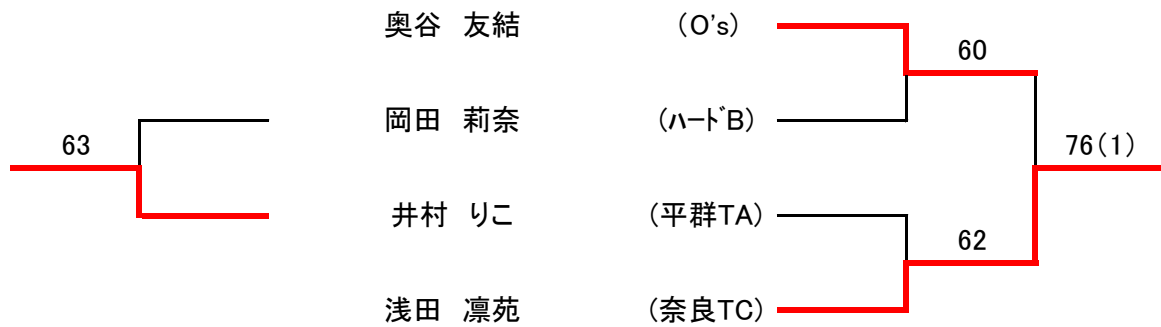 奥谷　友結　(O's)
60
岡田　莉奈　(ハードB)
63
76(1)
井村　りこ　(平群TA)
62
浅田　凛苑　(奈良TC)